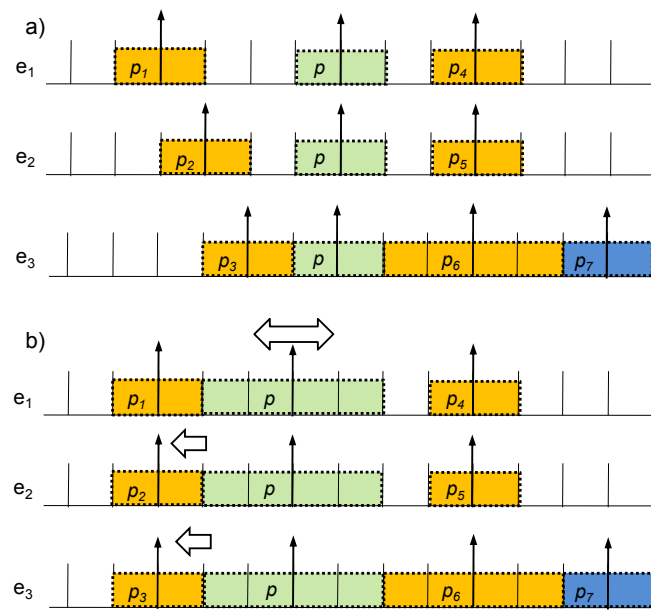 a)
e₁ p₁ p p₄
e₂ p₂ p p₅
e₃ p₃ p p₆ p₇
b)
e₁ p₁ p p₄
e₂ p₂ p p₅
e₃ p₃ p p₆ p₇